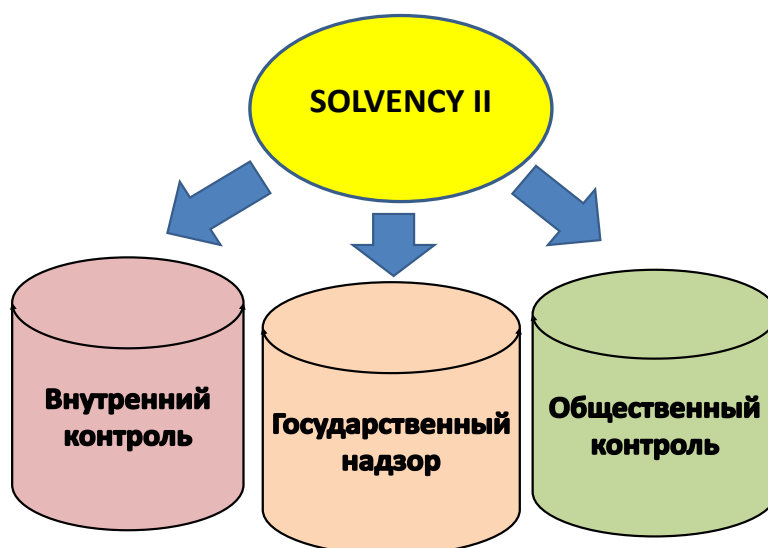 SOLVENCY II
Внутренний
контроль
Государственный
надзор
Общественный
контроль